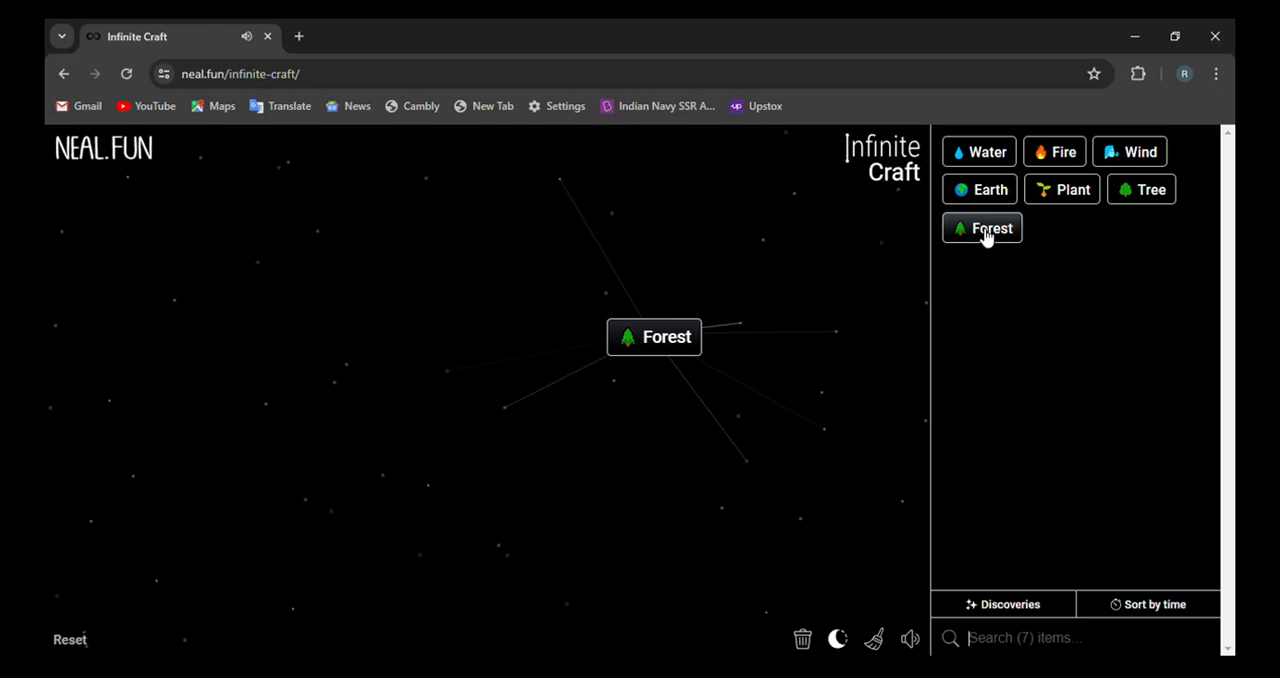 Infinite Craft
neal.fun/infinite-craft/
R
Gmail YouTube Maps Translate News Cambly New Tab Settings Indian Navy SSR A... up Upstox
NEAL.FUN
Infinite
Craft
Water Fire Wind
Earth Plant Tree
Forest
Forest
Discoveries Sort by time
Reset
Search (7) items...